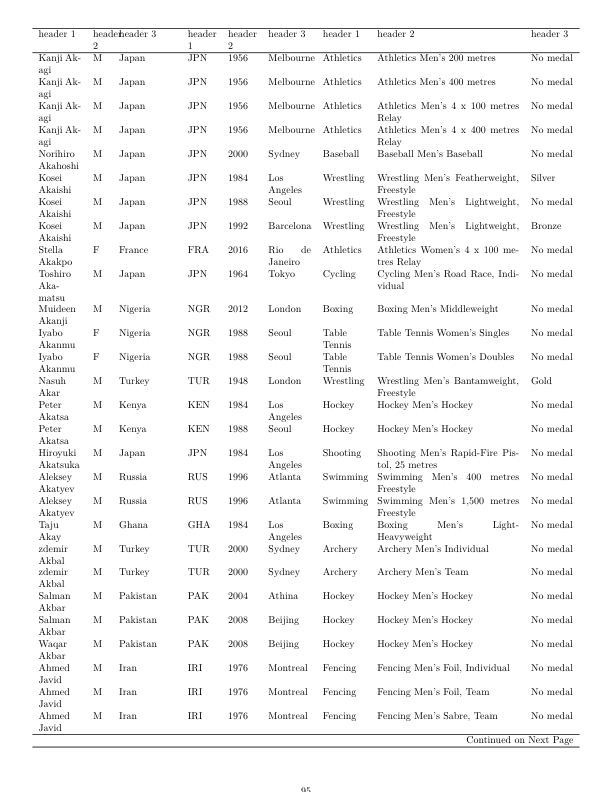 header 1 header 2 header 3 header 1 header 2 header 3 header 1 header 2 header 3
Kanji Ak-agi M Japan JPN 1956 Melbourne Athletics Athletics Men's 200 metres No medal
Kanji Ak-agi M Japan JPN 1956 Melbourne Athletics Athletics Men's 400 metres No medal
Kanji Ak-agi M Japan JPN 1956 Melbourne Athletics Athletics Men's 4 x 100 metres Relay No medal
Kanji Ak-agi M Japan JPN 1956 Melbourne Athletics Athletics Men's 4 x 400 metres Relay No medal
Norihiro Akahoshi M Japan JPN 2000 Sydney Baseball Baseball Men's Baseball No medal
Kosei Akaishi M Japan JPN 1984 Los Angeles Wrestling Wrestling Men's Featherweight, Freestyle Silver
Kosei Akaishi M Japan JPN 1988 Seoul Wrestling Wrestling Men's Lightweight, Freestyle No medal
Kosei Akaishi M Japan JPN 1992 Barcelona Wrestling Wrestling Men's Lightweight, Freestyle Bronze
Stella Akakpo F France FRA 2016 Rio de Janeiro Athletics Athletics Women's 4 x 100 me-tres Relay No medal
Toshiro Aka-matsu M Japan JPN 1964 Tokyo Cycling Cycling Men's Road Race, Indi-vidual No medal
Muideen Akanji M Nigeria NGR 2012 London Boxing Boxing Men's Middleweight No medal
Iyabo Akanmu F Nigeria NGR 1988 Seoul Table Tennis Table Tennis Women's Singles No medal
Iyabo Akanmu F Nigeria NGR 1988 Seoul Table Tennis Table Tennis Women's Doubles No medal
Nasuh Akar M Turkey TUR 1948 London Wrestling Wrestling Men's Bantamweight, Freestyle Gold
Peter Akatsa M Kenya KEN 1984 Los Angeles Hockey Hockey Men's Hockey No medal
Peter Akatsa M Kenya KEN 1988 Seoul Hockey Hockey Men's Hockey No medal
Hiroyuki Akatsuka M Japan JPN 1984 Los Angeles Shooting Shooting Men's Rapid-Fire Pis-tol, 25 metres No medal
Aleksey Akatyev M Russia RUS 1996 Atlanta Swimming Swimming Men's 400 metres Freestyle No medal
Aleksey Akatyev M Russia RUS 1996 Atlanta Swimming Swimming Men's 1,500 metres Freestyle No medal
Taju Akay M Ghana GHA 1984 Los Angeles Boxing Boxing Men's Light-Heavyweight No medal
zdemir Akbal M Turkey TUR 2000 Sydney Archery Archery Men's Individual No medal
zdemir Akbal M Turkey TUR 2000 Sydney Archery Archery Men's Team No medal
Salman Akbar M Pakistan PAK 2004 Athina Hockey Hockey Men's Hockey No medal
Salman Akbar M Pakistan PAK 2008 Beijing Hockey Hockey Men's Hockey No medal
Waqar Akbar M Pakistan PAK 2008 Beijing Hockey Hockey Men's Hockey No medal
Ahmed Javid M Iran IRI 1976 Montreal Fencing Fencing Men's Foil, Individual No medal
Ahmed Javid M Iran IRI 1976 Montreal Fencing Fencing Men's Foil, Team No medal
Ahmed Javid M Iran IRI 1976 Montreal Fencing Fencing Men's Sabre, Team No medal
Continued on Next Page
95